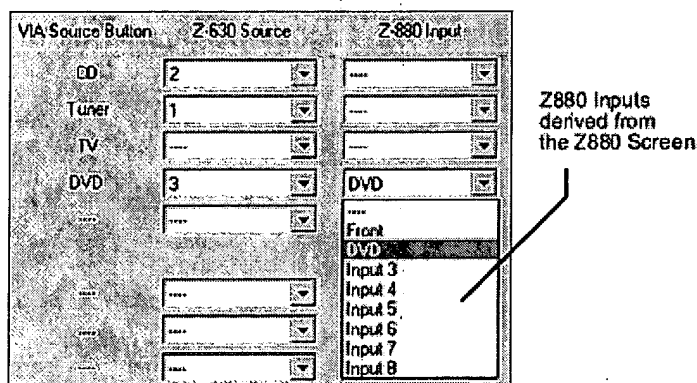 VIA Source Button Z-630 Source Z-880 Input
CD 2 ----
Tuner 1 ----
TV ---- ----
DVD 3 DVD
---- ---- ----
Front
DVD
Input 3
Input 4
---- ---- Input 5
Input 6
---- ---- Input 7
---- ---- Input 8
Z880 Inputs
derived from
the Z880 Screen